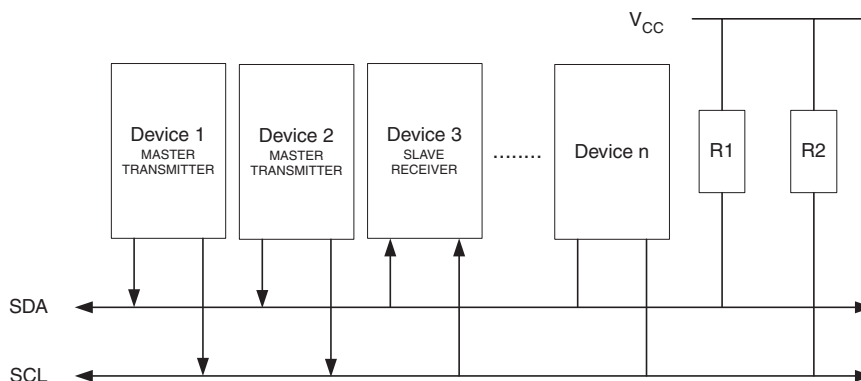 VCC
Device 1
MASTER
TRANSMITTER
Device 2
MASTER
TRANSMITTER
Device 3
SLAVE
RECEIVER
........
Device n
R1
R2
SDA
SCL